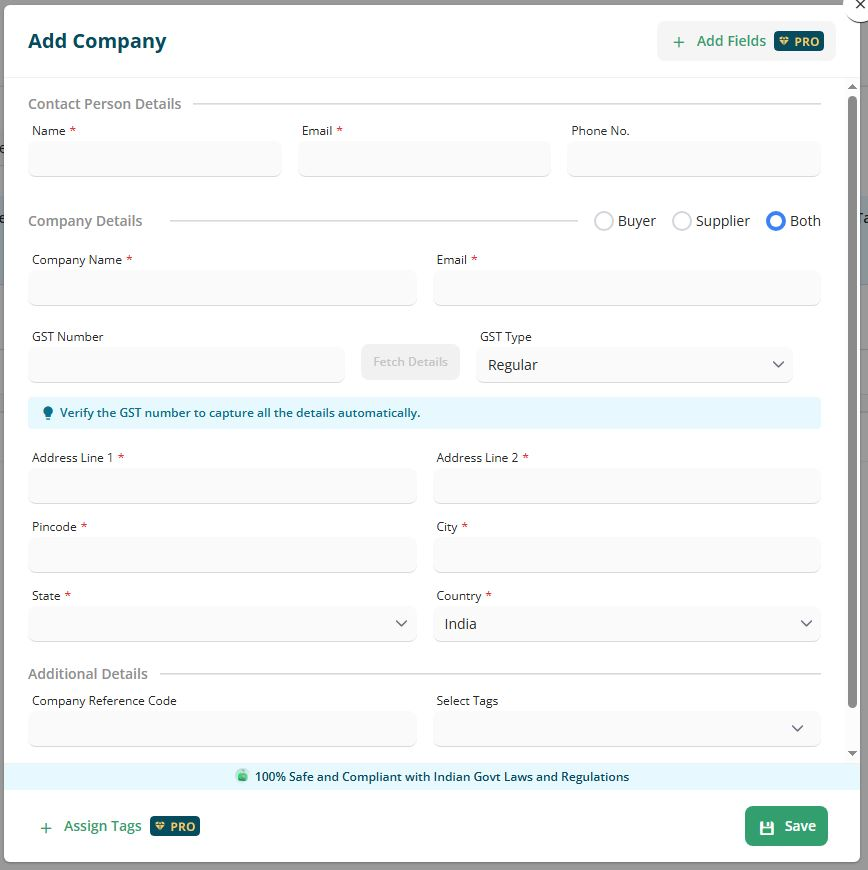 Add Company
+ Add Fields PRO
Contact Person Details
Name * Email * Phone No.
Company Details Buyer Supplier Both
Company Name * Email *
GST Number GST Type
Fetch Details Regular
Verify the GST number to capture all the details automatically.
Address Line 1 * Address Line 2 *
Pincode * City *
State * Country *
India
Additional Details
Company Reference Code Select Tags
100% Safe and Compliant with Indian Govt Laws and Regulations
+ Assign Tags PRO Save